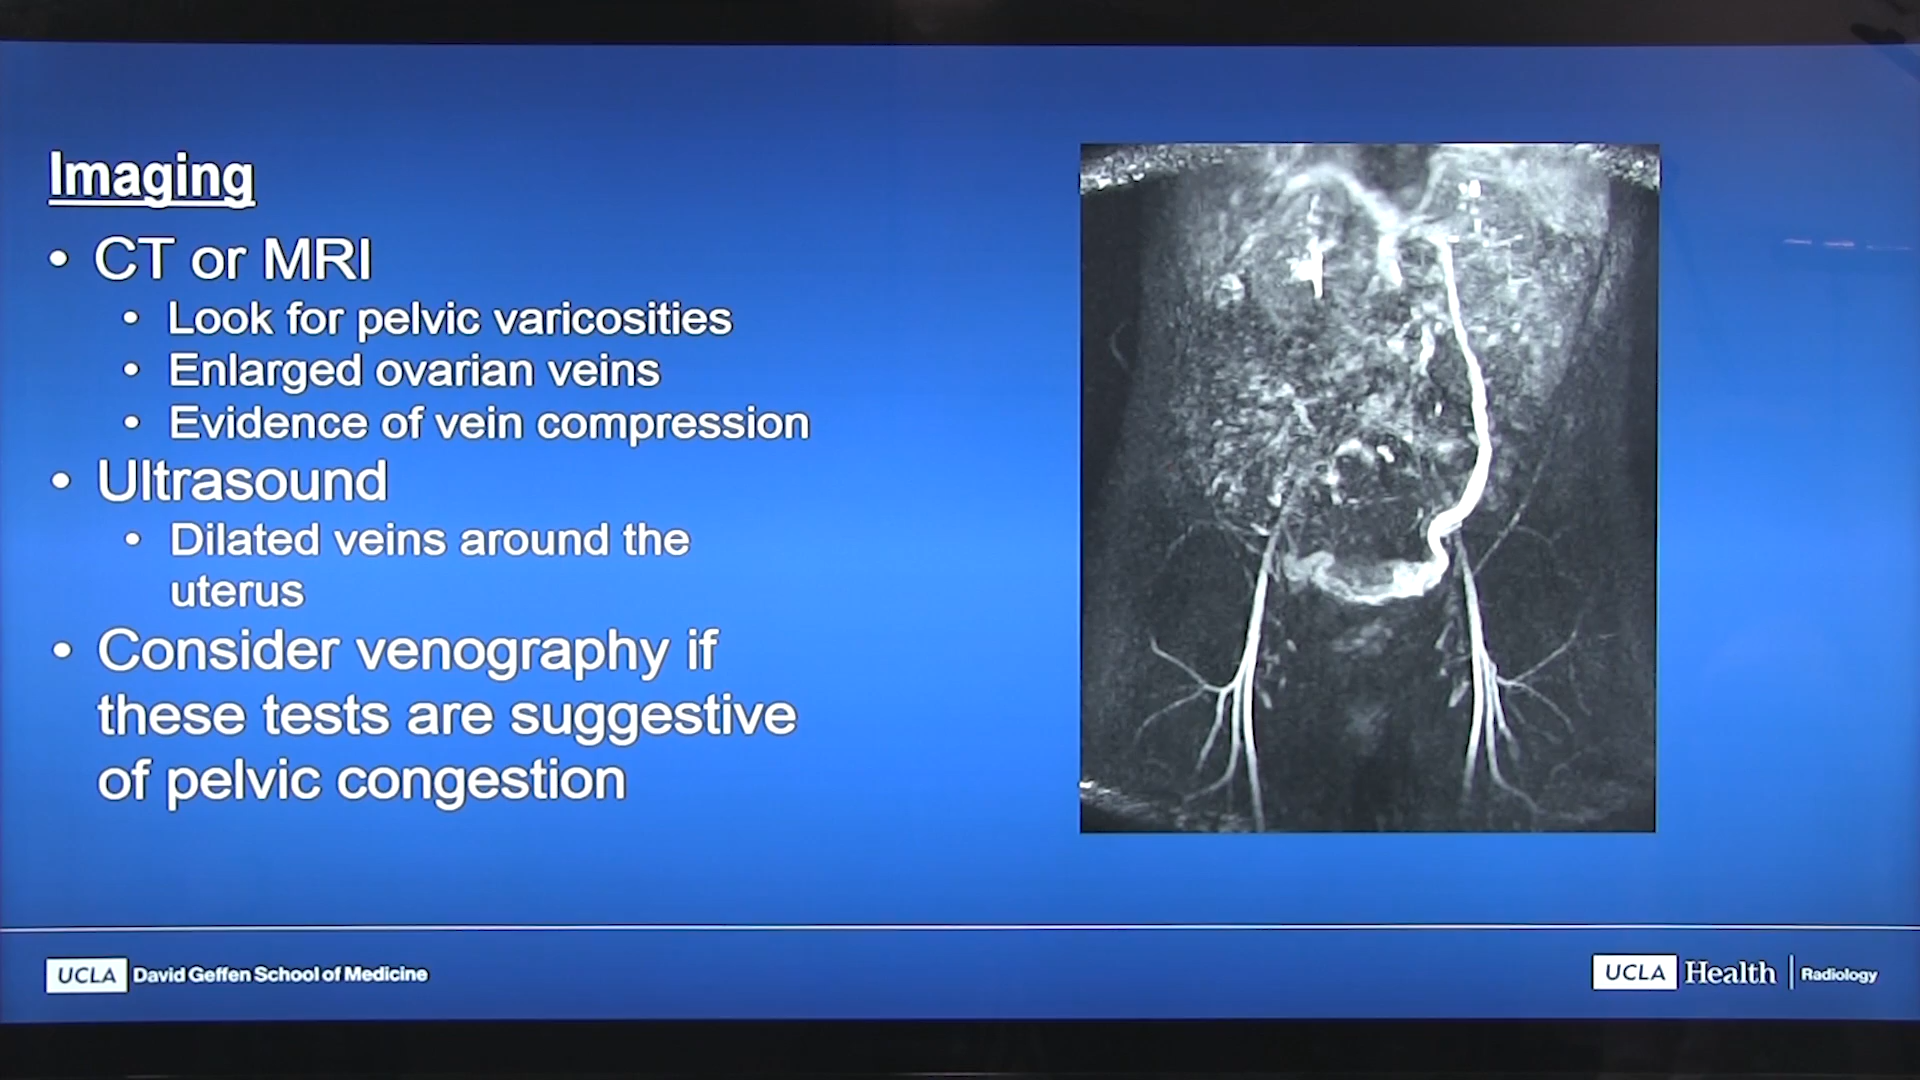 Imaging
• CT or MRI
• Look for pelvic varicosities
• Enlarged ovarian veins
• Evidence of vein compression
• Ultrasound
• Dilated veins around the
uterus
• Consider venography if
these tests are suggestive
of pelvic congestion
UCLA David Geffen School of Medicine
UCLA Health | Radiology